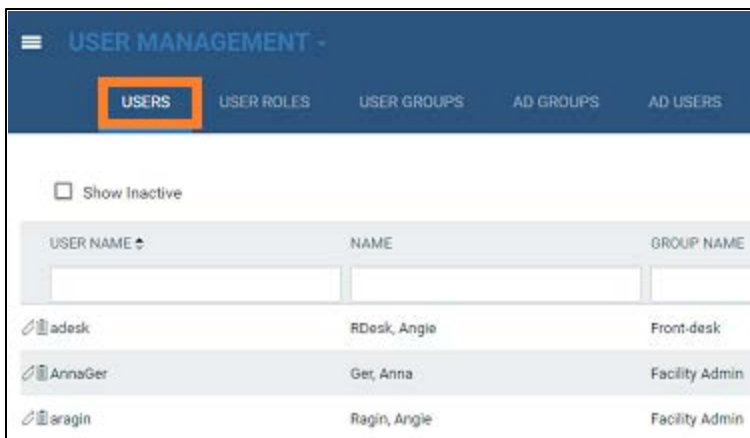 USER MANAGEMENT -
USERS USER ROLES USER GROUPS AD GROUPS AD USERS
Show Inactive
USER NAME NAME GROUP NAME
adesk RDesk, Angie Front-desk
AnnaGer Ger, Anna Facility Admin
aragin Ragin, Angie Facility Admin